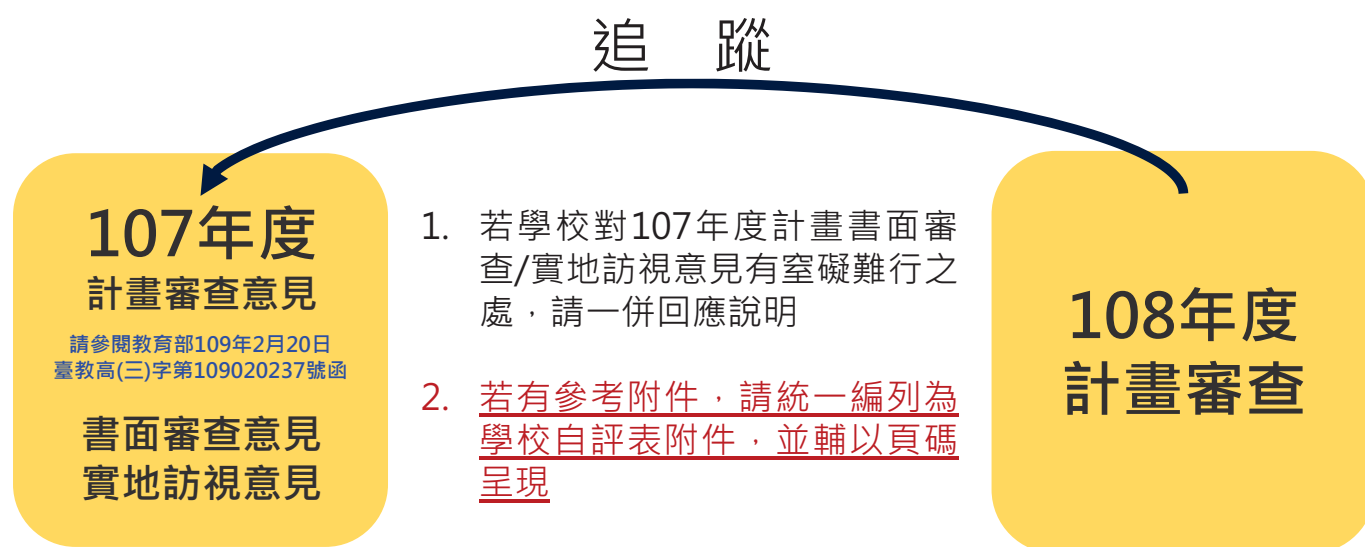 追 蹤
107年度
計畫審查意見
請參閱教育部109年2月20日
臺教高(三)字第109020237號函
書面審查意見
實地訪視意見
1. 若學校對107年度計畫書面審
查/實地訪視意見有窒礙難行之
處，請一併回應說明
2. 若有參考附件，請統一編列為
學校自評表附件，並輔以頁碼
呈現
108年度
計畫審查